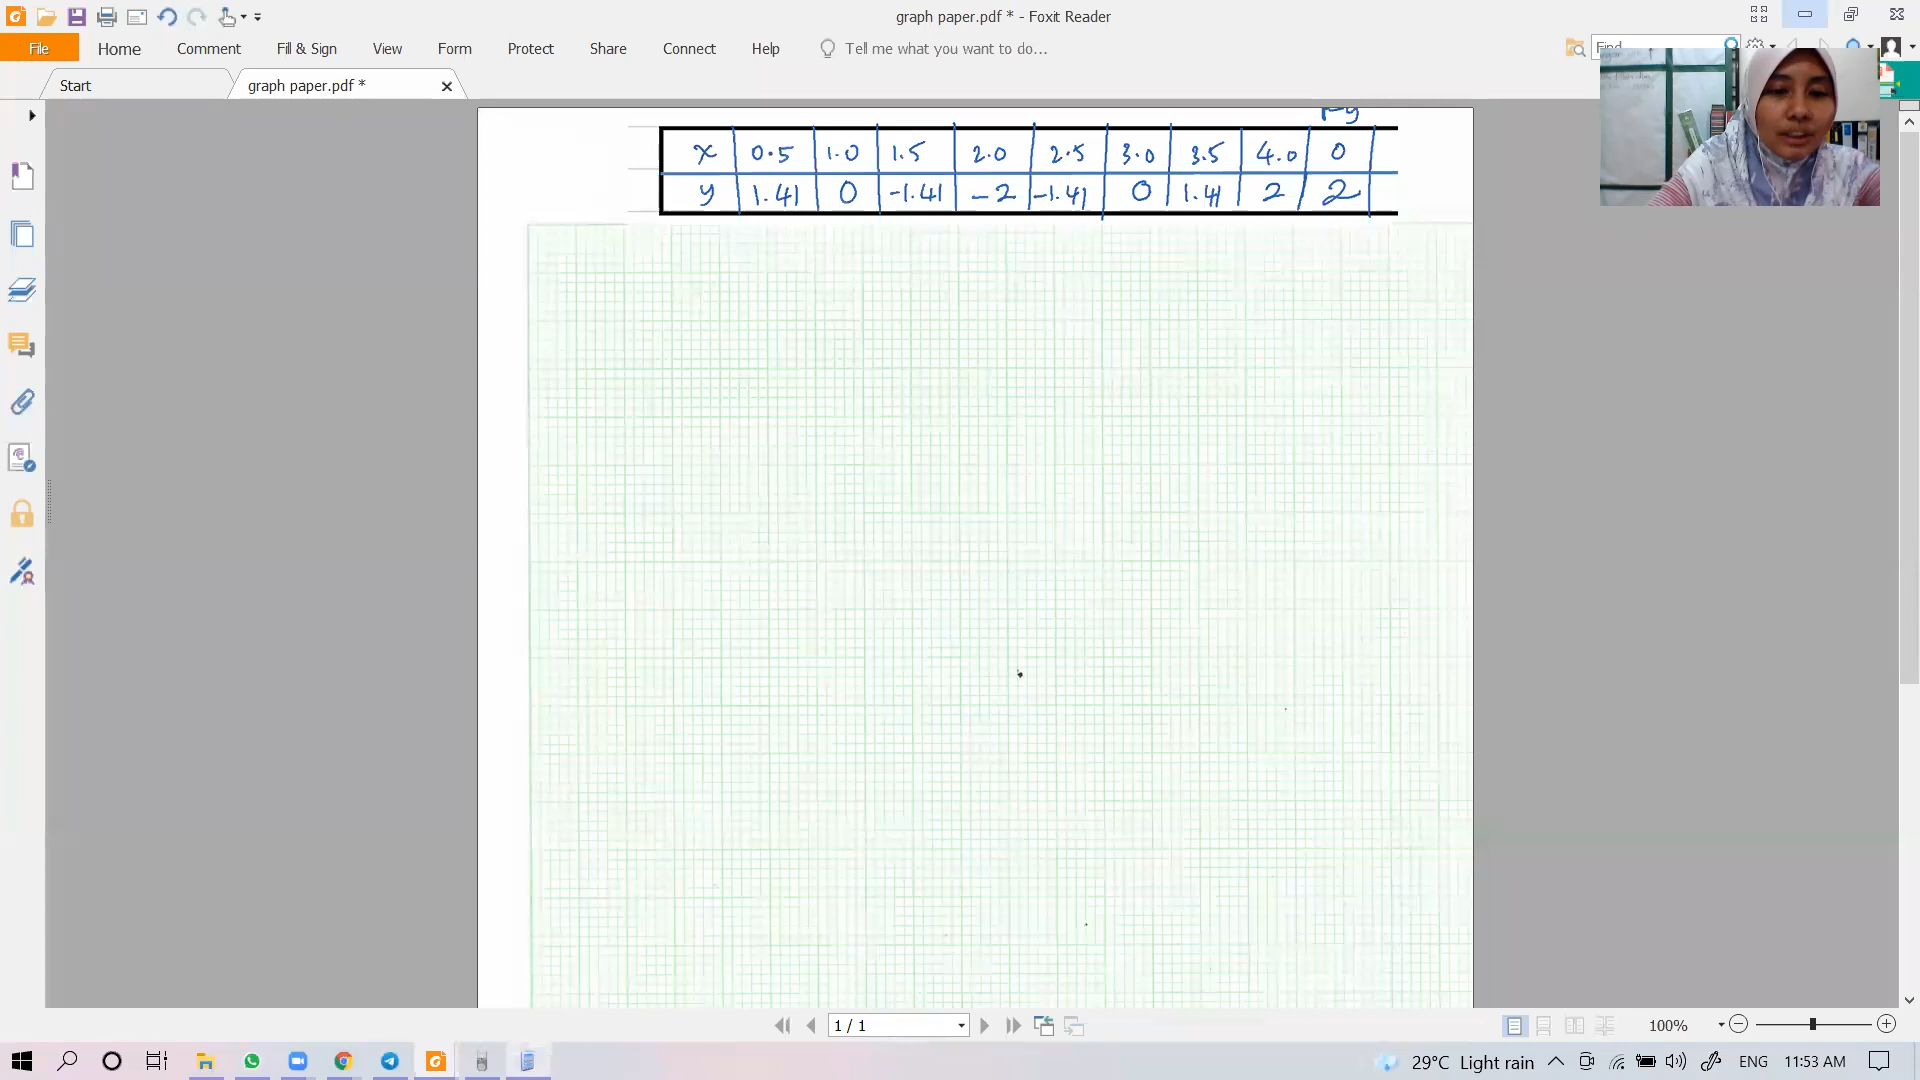 graph paper.pdf * - Foxit Reader
File Home Comment Fill & Sign View Form Protect Share Connect Help Tell me what you want to do... Find
Start graph paper.pdf *
x 0.5 1.0 1.5 2.0 2.5 3.0 3.5 4.0 0
y 1.41 0 -1.41 -2 -1.41 0 1.41 2 2
1 / 1 100%
29°C Light rain ENG 11:53 AM